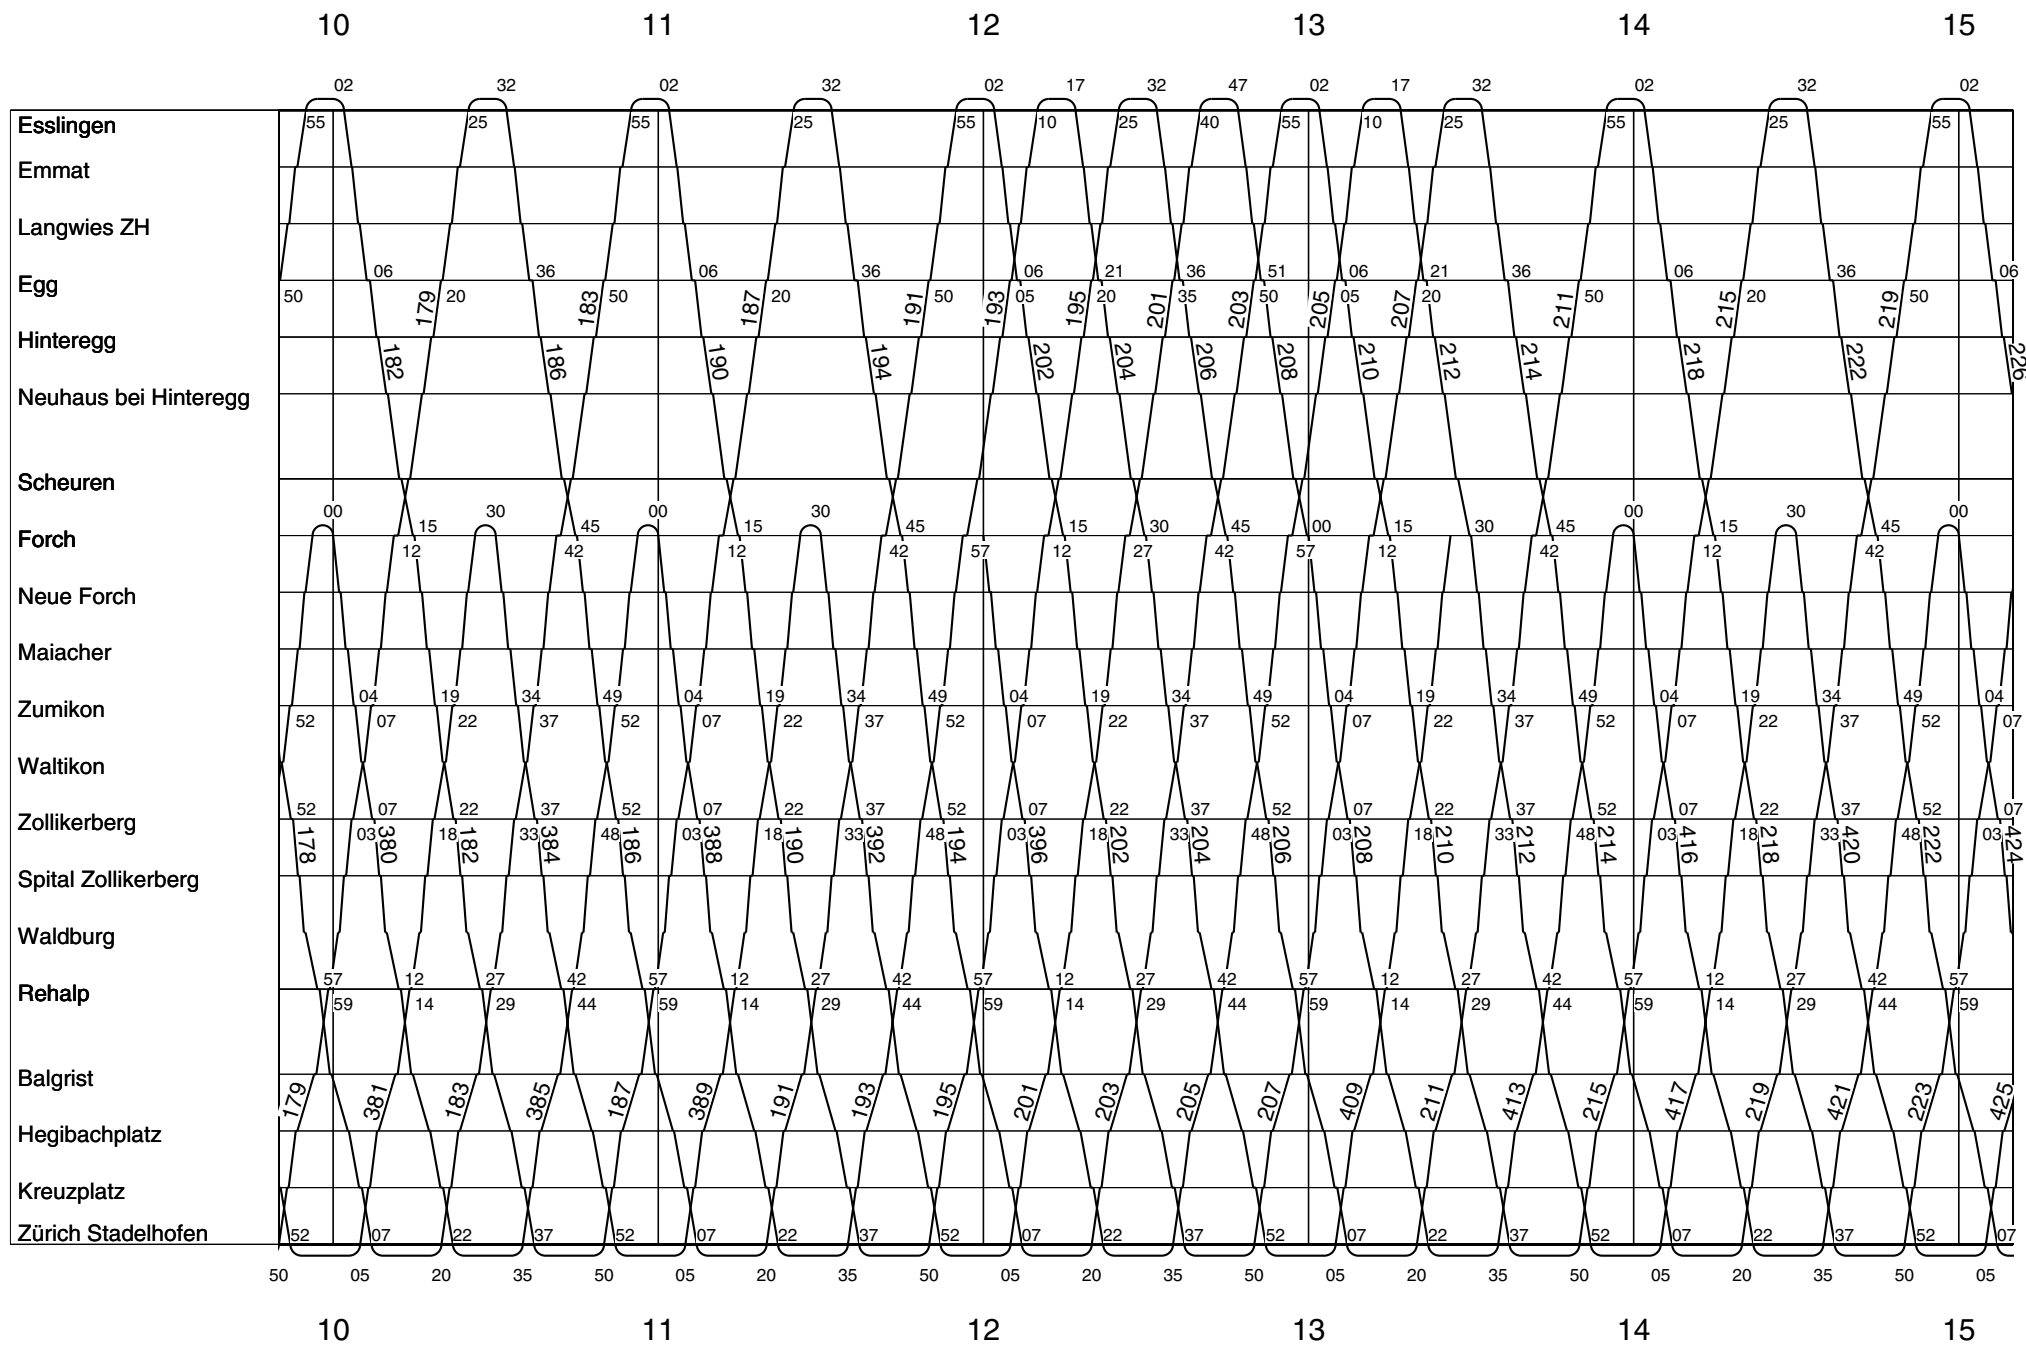 10 11 12 13 14 15
02 32 02 32 02 17 32 47 02 17 32 02 32 02
Esslingen 55 25 55 25 55 10 25 40 55 10 25 55 25 55
Emmat
Langwies ZH
06 36 06 36 06 21 36 51 06 21 36 06 36 06
Egg 50 20 50 20 50 05 20 35 50 05 20 50 20 50
179 183 187 191 193 195 201 203 205 207 211 215 219
Hinteregg
182 186 190 194 202 204 206 208 210 212 214 218 222 226
Neuhaus bei Hinteregg
Scheuren
00 30 00 30 00 30 00
15 45 15 45 15 30 45 00 15 30 45 15 45
Forch 12 42 12 42 57 12 27 42 57 12 42 12 42
Neue Forch
Maiacher
04 19 34 49 04 19 34 49 04 19 34 49 04 19 34 49 04 19 34 49 04
Zumikon
52 07 22 37 52 07 22 37 52 07 22 37 52 07 22 37 52 07 22 37 52 07
Waltikon
52 07 22 37 52 07 22 37 52 07 22 37 52 07 22 37 52 07 22 37 52 07
Zollikerberg
03 18 33 48 03 18 33 48 03 18 33 48 03 18 33 48 03 18 33 48 03
178 380 182 384 186 388 190 392 194 396 202 204 206 208 210 212 214 416 218 420 222 424
Spital Zollikerberg
Waldburg
57 12 27 42 57 12 27 42 57 12 27 42 57 12 27 42 57 12 27 42 57
Rehalp
59 14 29 44 59 14 29 44 59 14 29 44 59 14 29 44 59 14 29 44 59
Balgrist
179 381 183 385 187 389 191 193 195 201 203 205 207 409 211 413 215 417 219 421 223 425
Hegibachplatz
Kreuzplatz
Zürich Stadelhofen 52 07 22 37 52 07 22 37 52 07 22 37 52 07 22 37 52 07 22 37 52 07
50 05 20 35 50 05 20 35 50 05 20 35 50 05 20 35 50 05 20 35 50 05
10 11 12 13 14 15